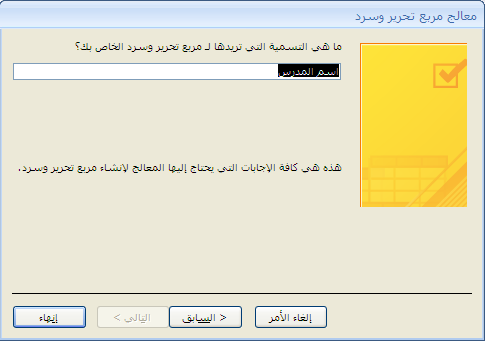 معالج مربع تحرير وسرد
ما هي التسمية التي تريدها لـ مربع تحرير وسرد الخاص بك؟
اسم المدرس
هذه هي كافة الإجابات التي يحتاج إليها المعالج لإنشاء مربع تحرير وسرد.
إلغاء الأمر
< السابق
التالي >
إنهاء